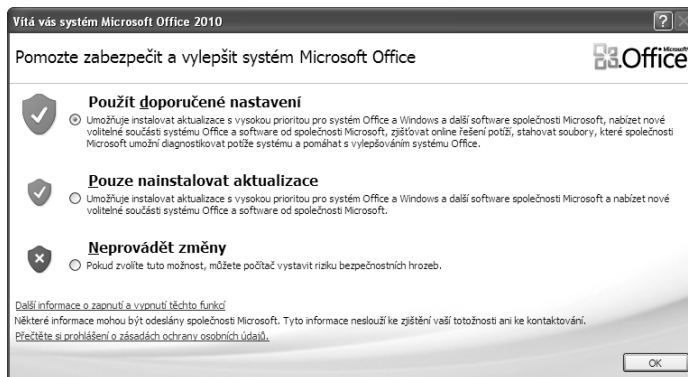 Vítá vás systém Microsoft Office 2010
Pomozte zabezpečit a vylepšit systém Microsoft Office
Microsoft
Office
Použít doporučené nastavení
Umožňuje instalovat aktualizace s vysokou prioritou pro systém Office a Windows a další software společnosti Microsoft, nabízet nové
volitelné součásti systému Office a software od společnosti Microsoft, zjišťovat online řešení potíží, stahovat soubory, které společnosti
Microsoft umožní diagnostikovat potíže systému a pomáhat s vylepšováním systému Office.
Pouze nainstalovat aktualizace
Umožňuje instalovat aktualizace s vysokou prioritou pro systém Office a Windows a další software společnosti Microsoft a nabízet nové
volitelné součásti systému Office a software od společnosti Microsoft.
Neprovádět změny
Pokud zvolíte tuto možnost, můžete počítač vystavit riziku bezpečnostních hrozeb.
Další informace o zapnutí a vypnutí těchto funkcí
Některé informace mohou být odeslány společnosti Microsoft. Tyto informace neslouží ke zjištění vaší totožnosti ani ke kontaktování.
Přečtěte si prohlášení o zásadách ochrany osobních údajů.
OK